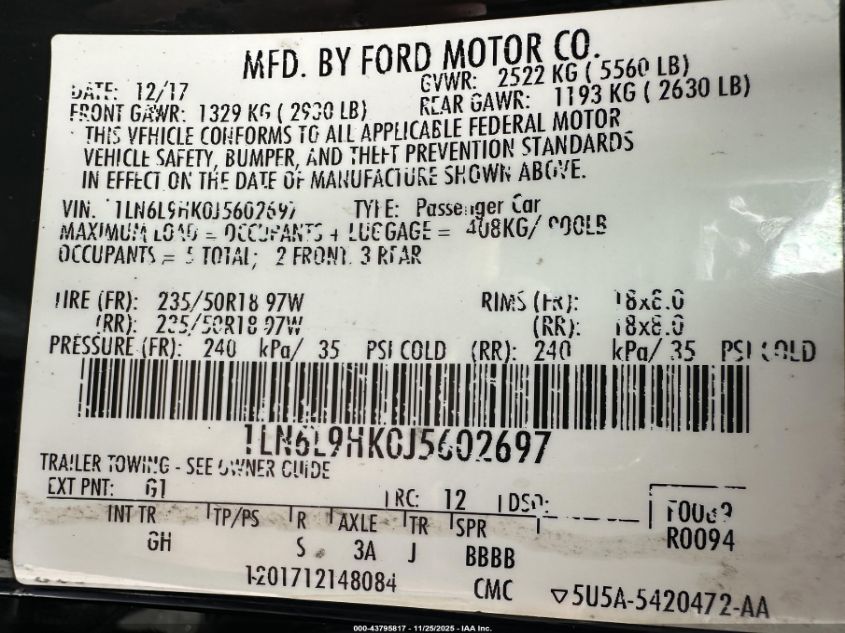 MFD. BY FORD MOTOR CO.
DATE: 12/17 GVWR: 2522 KG ( 5560 LB)
FRONT GAWR: 1329 KG ( 2930 LB) REAR GAWR: 1193 KG ( 2630 LB)
THIS VEHICLE CONFORMS TO ALL APPLICABLE FEDERAL MOTOR
VEHICLE SAFETY, BUMPER, AND THEFT PREVENTION STANDARDS
IN EFFECT ON THE DATE OF MANUFACTURE SHOWN ABOVE.
VIN: 1LN6L9HK0J5602697 TYPE: Passenger Car
MAXIMUM LOAD = OCCUPANTS + LUGGAGE = 408KG/ 900LB
OCCUPANTS = 5 TOTAL; 2 FRONT, 3 REAR
TIRE (FR): 235/50R18 97W RIMS (FR): 18x8.0
(RR): 235/50R18 97W (RR): 18x8.0
PRESSURE (FR): 240 kPa/ 35 PSI COLD (RR): 240 kPa/ 35 PSI COLD
1LN6L9HK0J5602697
TRAILER TOWING - SEE OWNER GUIDE
EXT PNT: G1 RC: 12 DSO:
INT TR TP/PS R AXLE TR SPR
R0094
GH S 3A J BBBB
1201712148084 CMC ▽5U5A-5420472-AA
000-43795817 - 11/25/2025 - IAA Inc.